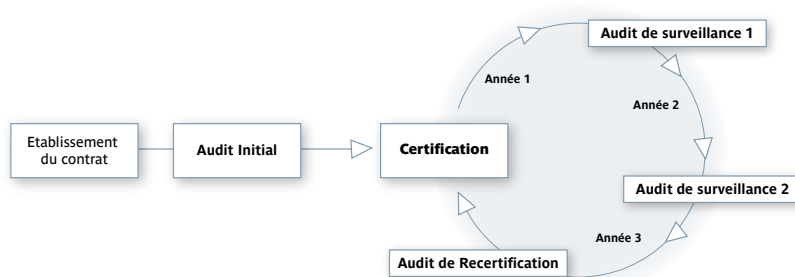 Etablissement
du contrat
Audit Initial
Certification
Année 1
Audit de surveillance 1
Année 2
Audit de surveillance 2
Année 3
Audit de Recertification